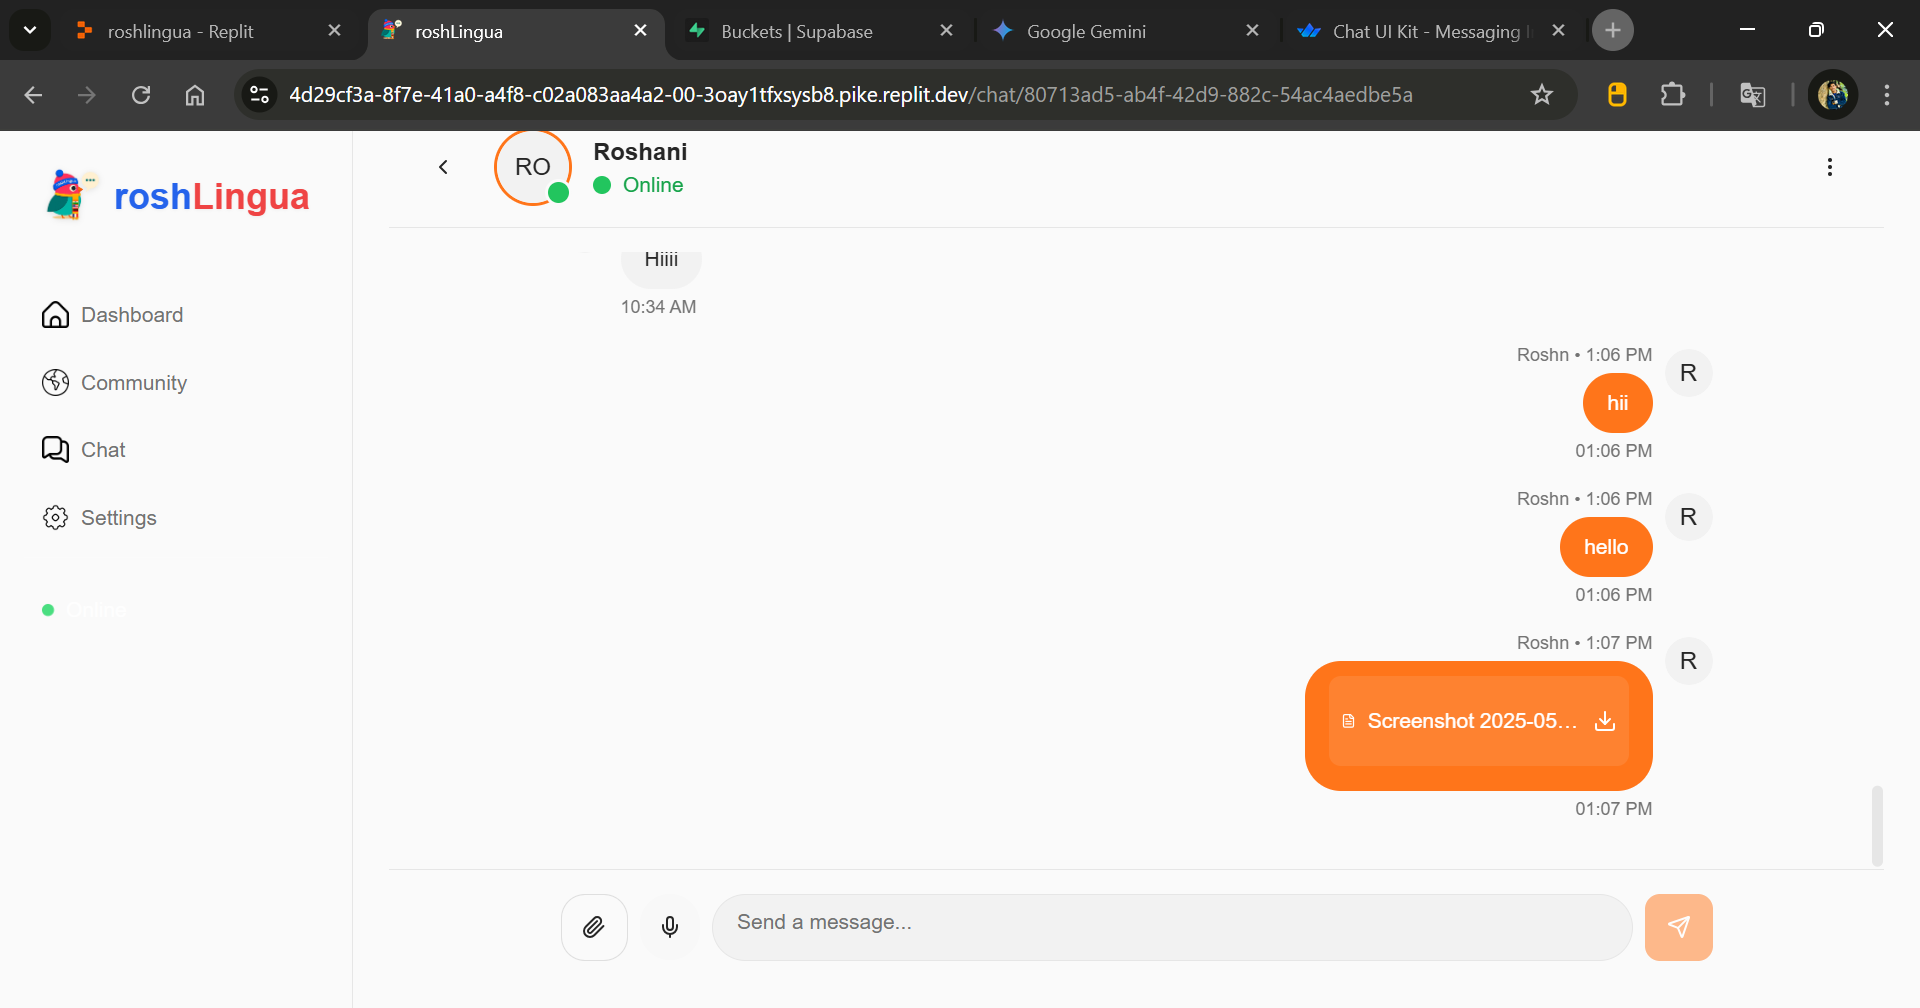 roshlingua - Replit
roshLingua
Buckets | Supabase
Google Gemini
Chat UI Kit - Messaging
4d29cf3a-8f7e-41a0-a4f8-c02a083aa4a2-00-3oay1tfxsysb8.pike.replit.dev/chat/80713ad5-ab4f-42d9-882c-54ac4aedbe5a
roshLingua
RO
Roshani
Online
Dashboard
Community
Chat
Settings
Online
Hiiii
10:34 AM
Roshn • 1:06 PM
R
hii
01:06 PM
Roshn • 1:06 PM
R
hello
01:06 PM
Roshn • 1:07 PM
R
Screenshot 2025-05...
01:07 PM
Send a message...